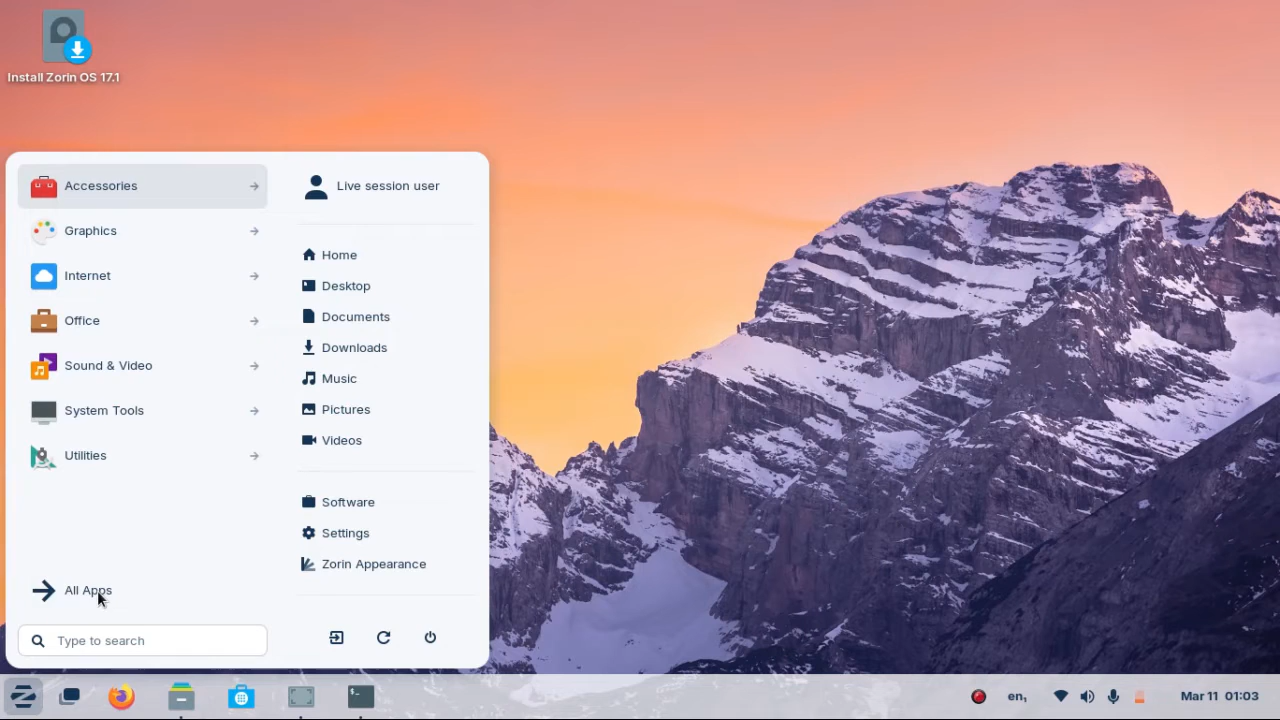 Install Zorin OS 17.1
Accessories
Graphics
Internet
Office
Sound & Video
System Tools
Utilities
All Apps
Type to search
Live session user
Home
Desktop
Documents
Downloads
Music
Pictures
Videos
Software
Settings
Zorin Appearance
en₁
Mar 11 01:03